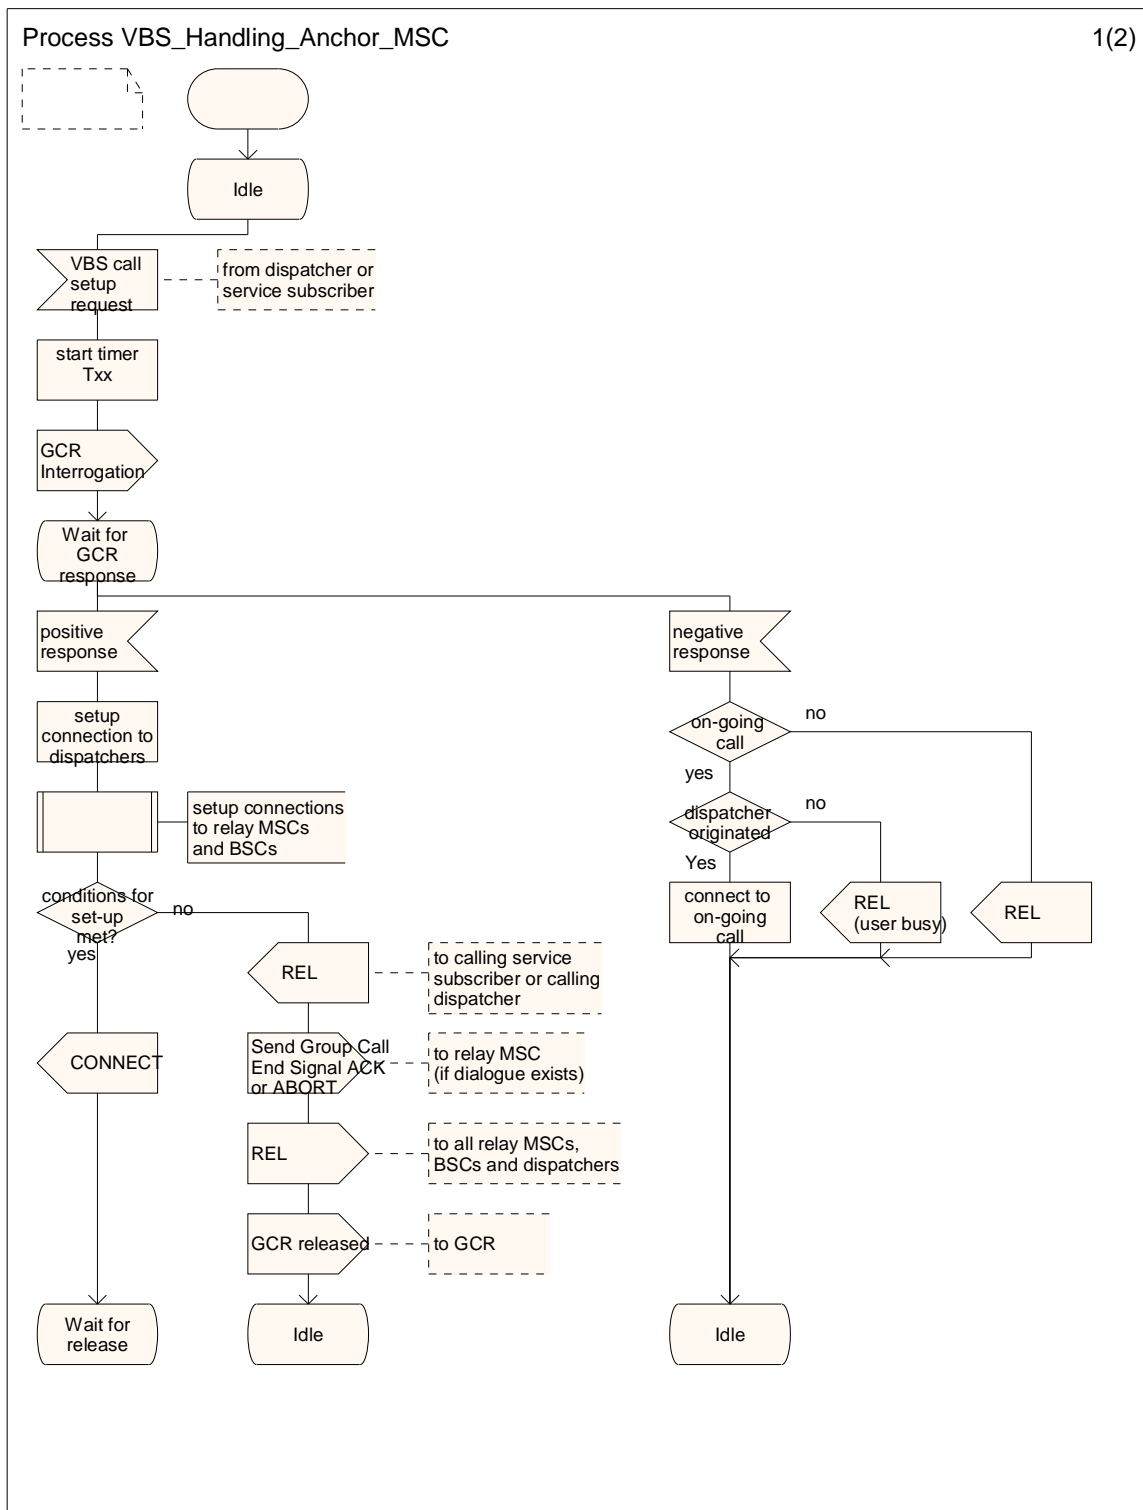 Process VBS_Handling_Anchor_MSC
1(2)
Idle
VBS call
setup
request
from dispatcher or
service subscriber
start timer
Txx
GCR
Interrogation
Wait for
GCR
response
positive
response
negative
response
setup
connection to
dispatchers
on-going
call
no
yes
setup connections
to relay MSCs
and BSCs
dispatcher
originated
no
Yes
conditions for
set-up
met?
no
yes
connect to
on-going
call
REL
(user busy)
REL
REL
to calling service
subscriber or calling
dispatcher
CONNECT
Send Group Call
End Signal ACK
or ABORT
to relay MSC
(if dialogue exists)
REL
to all relay MSCs,
BSCs and dispatchers
GCR released
to GCR
Wait for
release
Idle
Idle